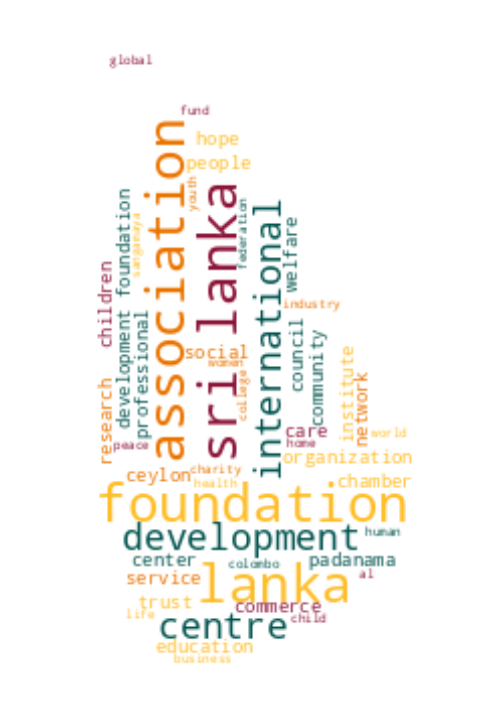 global
fund
hope
people
association
youth
sri lanka
federation
international
development foundation
sangamaya
welfare
children
industry
professional
council
community
social
women
college
institute
network
research
peace
care
home
world
organization
ceylon
charity
health
chamber
foundation
development
human
center
colombo
padanama
service
lanka
al
trust
commerce
life
child
centre
education
business